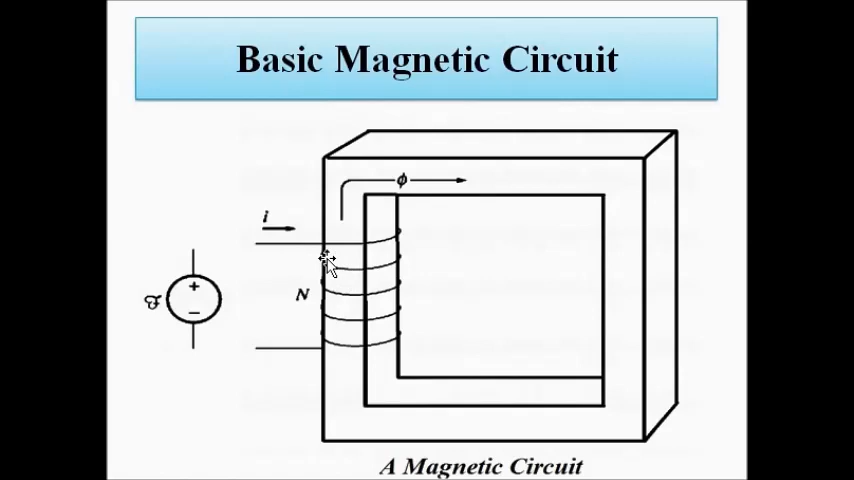 Basic Magnetic Circuit
ϕ
i
+
N
ℱ
−
A Magnetic Circuit